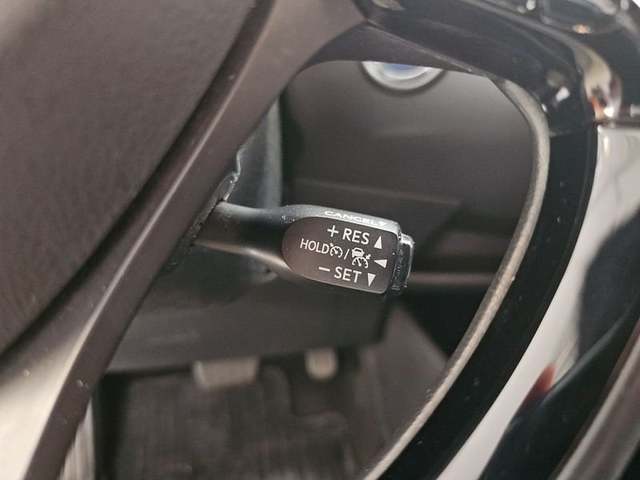 CANCEL
+ RES ▲
HOLD / ◀
− SET ▼